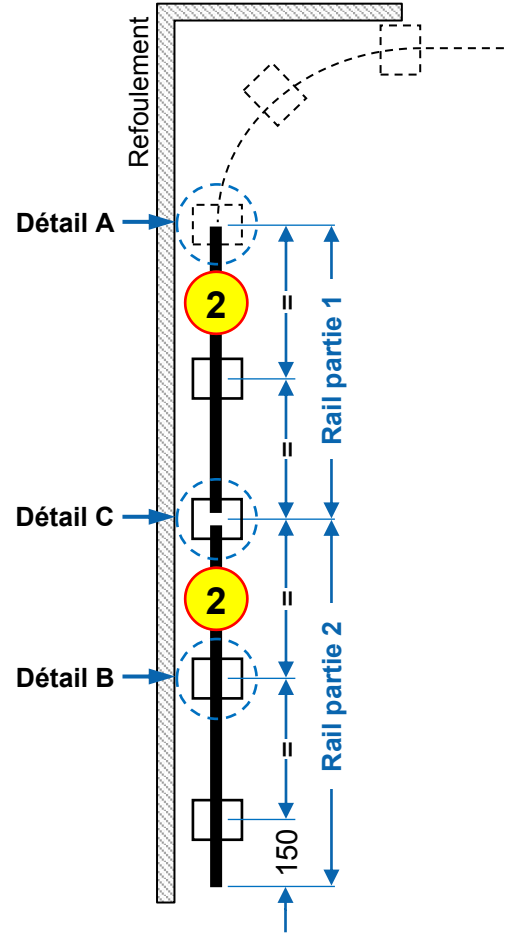 Refoulement
Détail A
2
=
Rail partie 1
=
Détail C
2
=
Rail partie 2
Détail B
=
150